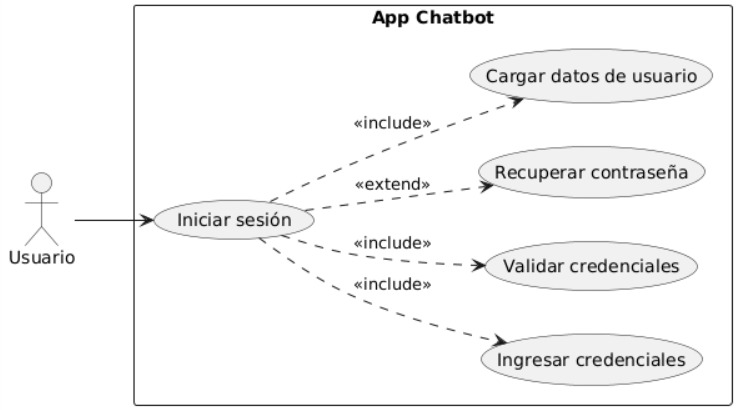 App Chatbot
Cargar datos de usuario
«include»
Recuperar contraseña
«extend»
Iniciar sesión
Usuario
«include»
Validar credenciales
«include»
Ingresar credenciales